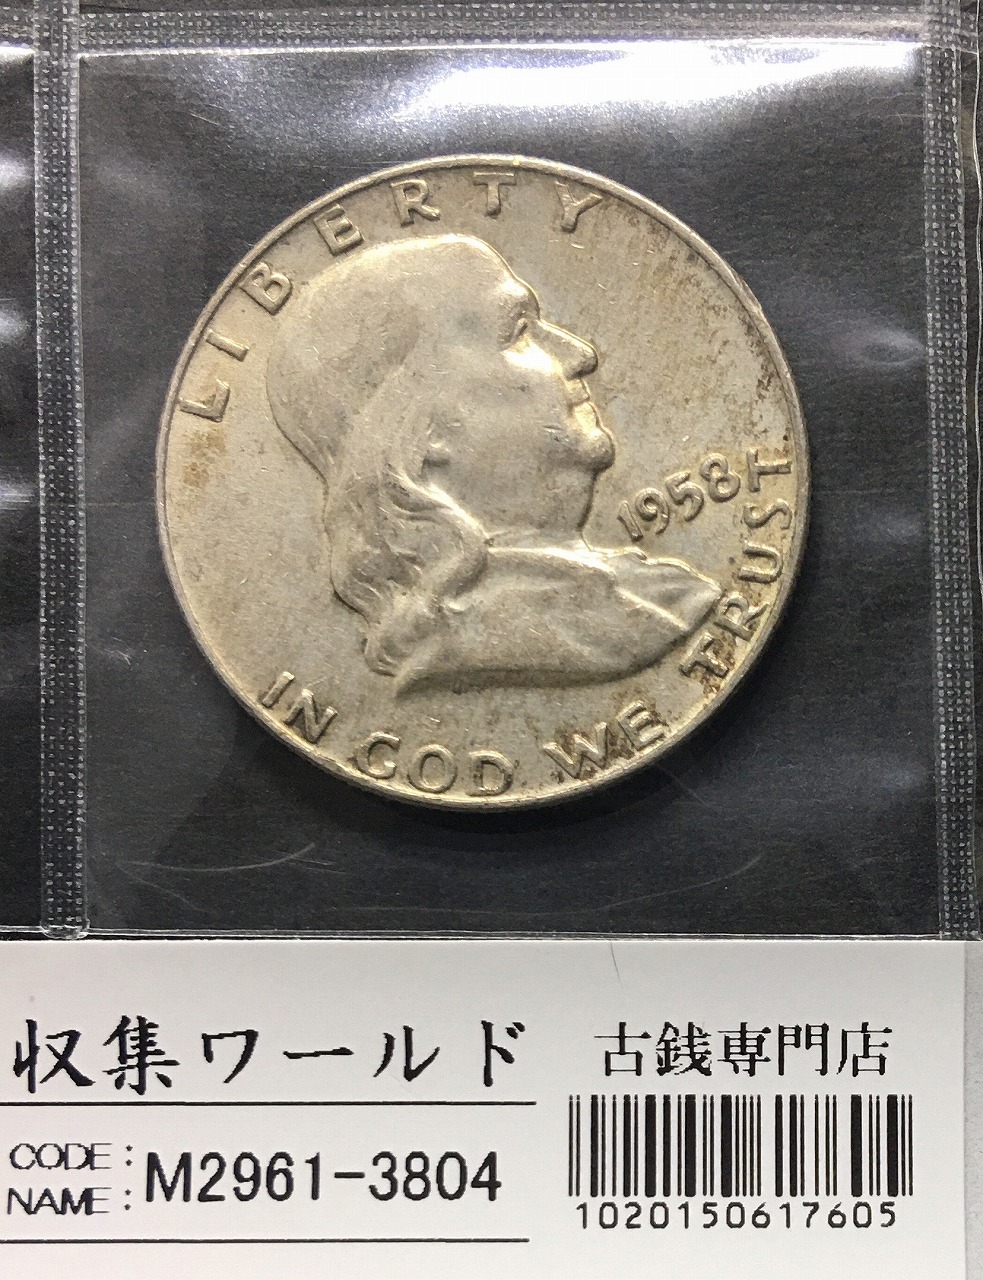 LIBERTY
1958
IN GOD WE TRUST
収集ワールド
古銭専門店
CODE:
NAME:
M2961-3804
1020150617605